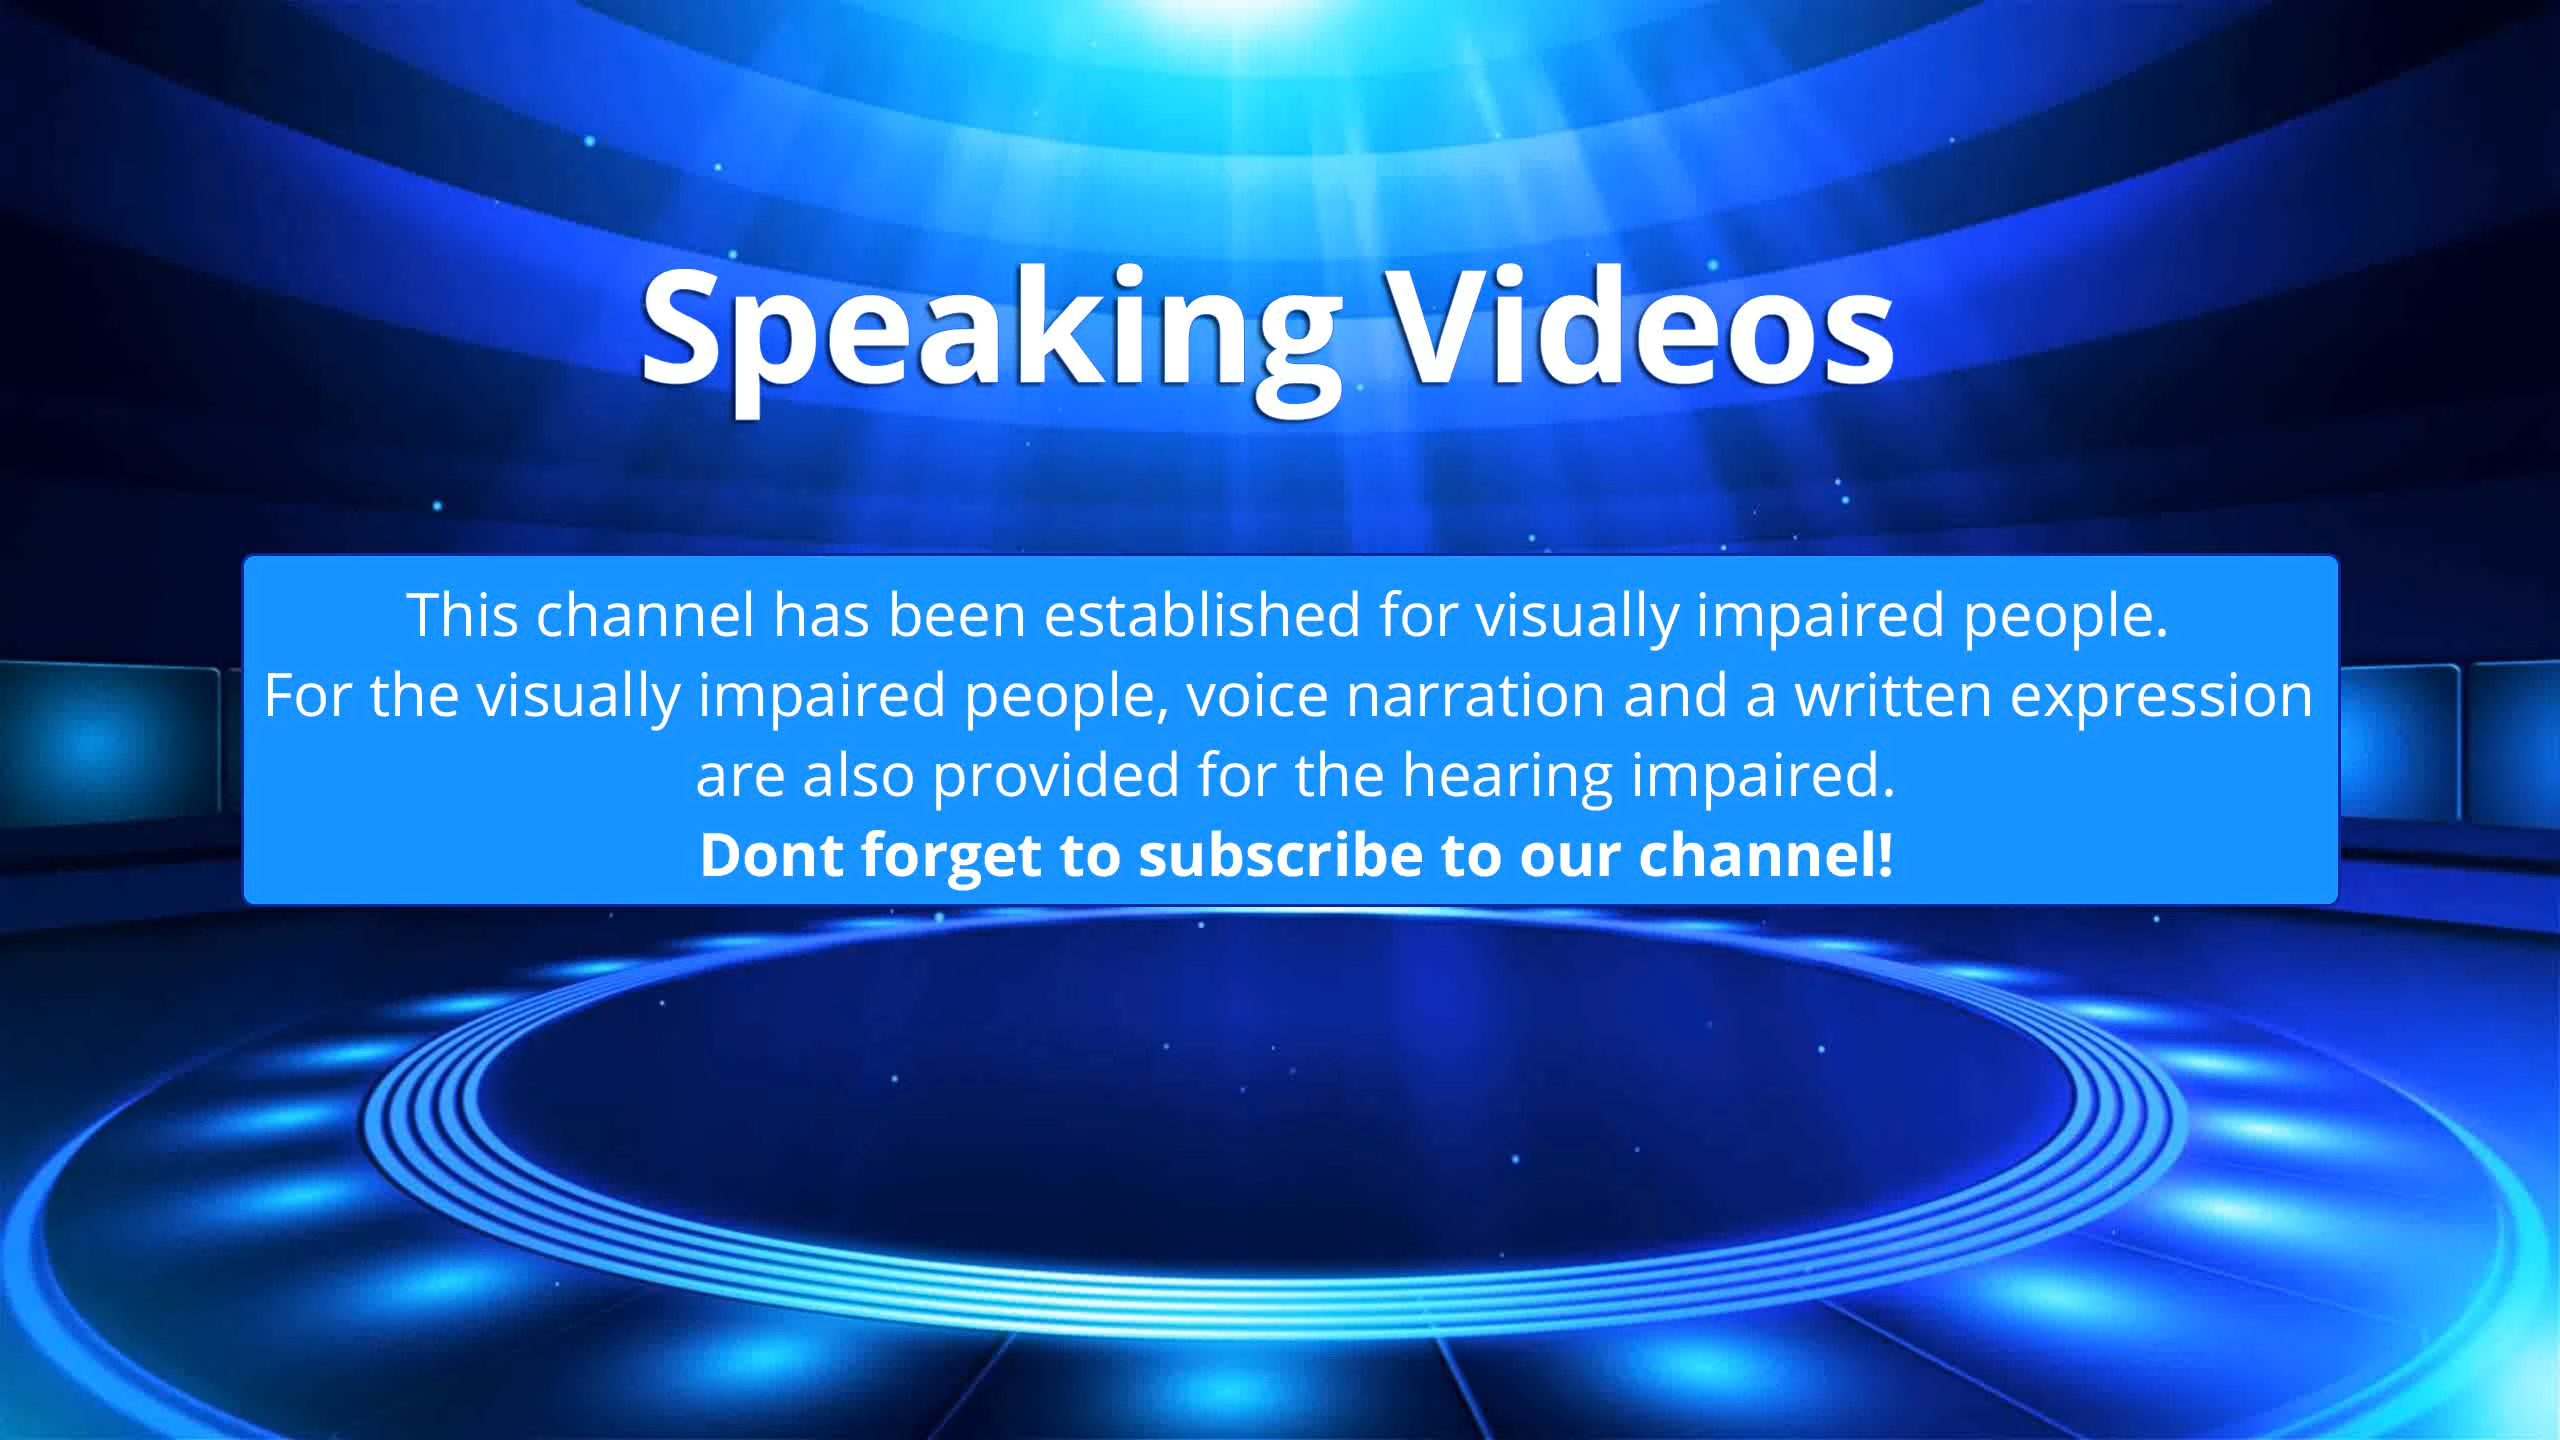 Speaking Videos
This channel has been established for visually impaired people.
For the visually impaired people, voice narration and a written expression
are also provided for the hearing impaired.
Dont forget to subscribe to our channel!